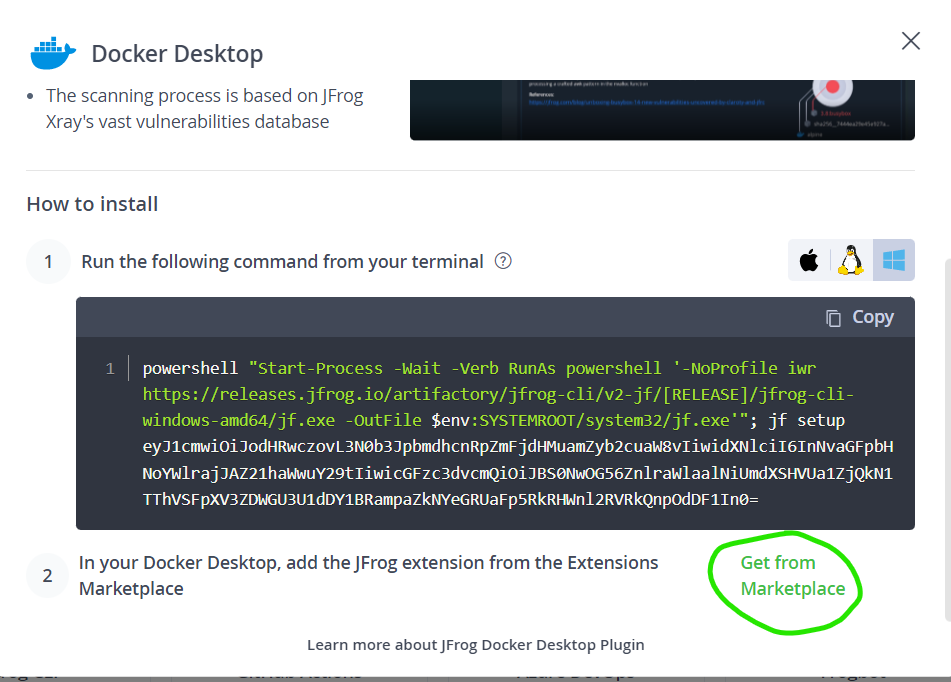 Docker Desktop
• The scanning process is based on JFrog
Xray's vast vulnerabilities database
References:
How to install
1 Run the following command from your terminal ?
Copy
1 powershell "Start-Process -Wait -Verb RunAs powershell '-NoProfile iwr
https://releases.jfrog.io/artifactory/jfrog-cli/v2-jf/[RELEASE]/jfrog-cli-
windows-amd64/jf.exe -OutFile $env:SYSTEMROOT/system32/jf.exe'"; jf setup
eyJ1cmwiOiJodHRwczovL3N0b3JpbmdhcnRpZmFjdHMuamZyb2cuaW8vIiwidXNlciI6InNvaGFpbH
NoYWlrajJAZ21haWwuY29tIiwicGFzc3dvcmQiOiJBS0NwOG56ZnlraWlaalNiUmdXSHVUa1ZjQkN1
TThVSFpXV3ZDWGU3U1dDY1BRampaZkNYeGRUaFp5RkRHWnl2RVRkQnpOdDF1In0=
2 In your Docker Desktop, add the JFrog extension from the Extensions
Marketplace
Get from
Marketplace
Learn more about JFrog Docker Desktop Plugin